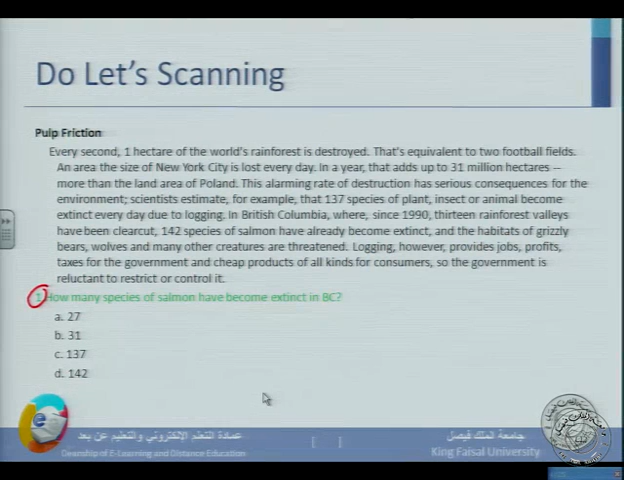 Do Let's Scanning
Pulp Friction
Every second, 1 hectare of the world's rainforest is destroyed. That's equivalent to two football fields.
An area the size of New York City is lost every day. In a year, that adds up to 31 million hectares –
more than the land area of Poland. This alarming rate of destruction has serious consequences for the
environment; scientists estimate, for example, that 137 species of plant, insect or animal become
extinct every day due to logging. In British Columbia, where, since 1990, thirteen rainforest valleys
have been clearcut, 142 species of salmon have already become extinct, and the habitats of grizzly
bears, wolves and many other creatures are threatened. Logging, however, provides jobs, profits,
taxes for the government and cheap products of all kinds for consumers, so the government is
reluctant to restrict or control it.
1. How many species of salmon have become extinct in BC?
a. 27
b. 31
c. 137
d. 142
عمادة التعلم الإلكتروني والتعليم عن بعد
Deanship of E-Learning and Distance Education
[ ]
جامعة الملك فيصل
King Faisal University